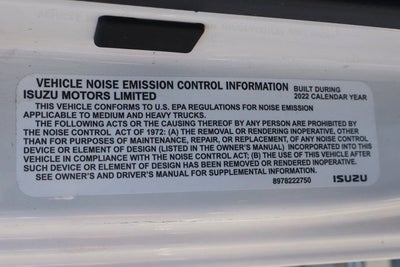 VEHICLE NOISE EMISSION CONTROL INFORMATION BUILT DURING
ISUZU MOTORS LIMITED 2022 CALENDAR YEAR
THIS VEHICLE CONFORMS TO U.S. EPA REGULATIONS FOR NOISE EMISSION
APPLICABLE TO MEDIUM AND HEAVY TRUCKS.
THE FOLLOWING ACTS OR THE CAUSING THEREOF BY ANY PERSON ARE PROHIBITED BY
THE NOISE CONTROL ACT OF 1972: (A) THE REMOVAL OR RENDERING INOPERATIVE, OTHER
THAN FOR PURPOSES OF MAINTENANCE, REPAIR, OR REPLACEMENT, OF ANY NOISE CONTROL
DEVICE OR ELEMENT OF DESIGN (LISTED IN THE OWNER'S MANUAL) INCORPORATED INTO THIS
VEHICLE IN COMPLIANCE WITH THE NOISE CONTROL ACT; (B) THE USE OF THIS VEHICLE AFTER
SUCH DEVICE OR ELEMENT OF DESIGN HAS BEEN REMOVED OR RENDERED INOPERATIVE.
SEE OWNER'S AND DRIVER'S MANUAL FOR SUPPLEMENTAL INFORMATION.
8978222750 ISUZU